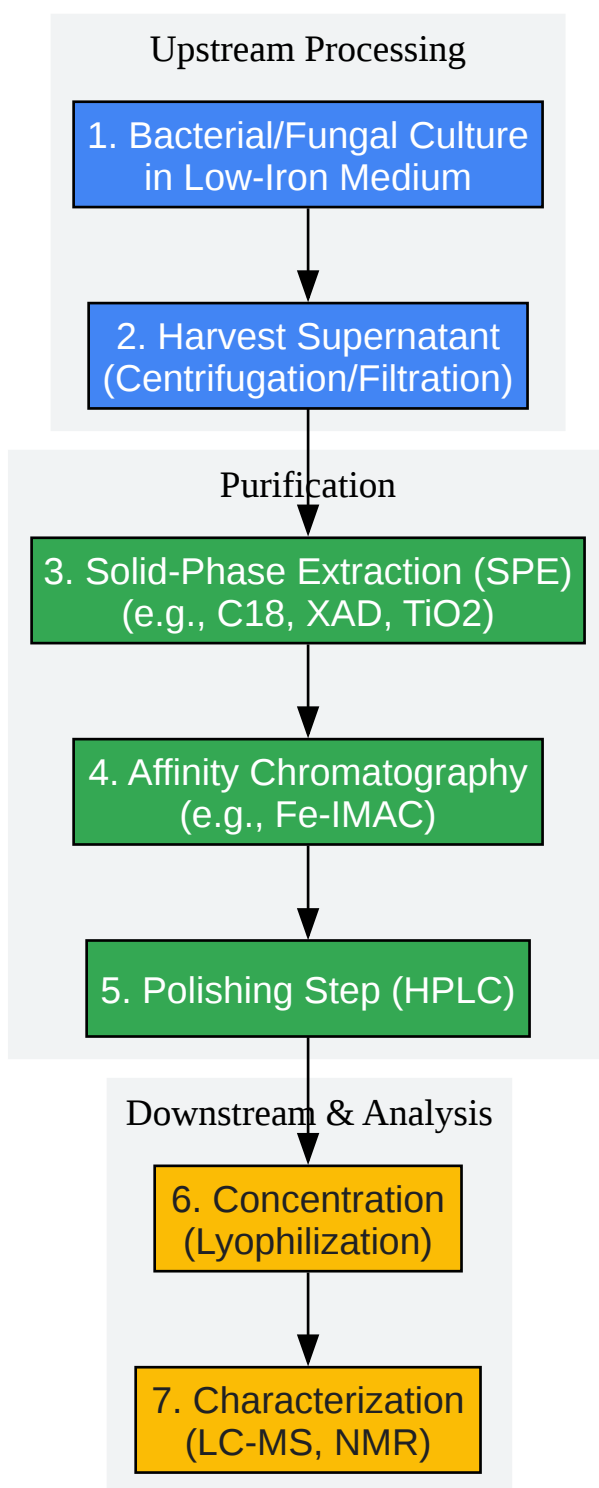 Upstream Processing
1. Bacterial/Fungal Culture
in Low-Iron Medium
2. Harvest Supernatant
(Centrifugation/Filtration)
Purification
3. Solid-Phase Extraction (SPE)
(e.g., C18, XAD, TiO2)
4. Affinity Chromatography
(e.g., Fe-IMAC)
5. Polishing Step (HPLC)
Downstream & Analysis
6. Concentration
(Lyophilization)
7. Characterization
(LC-MS, NMR)